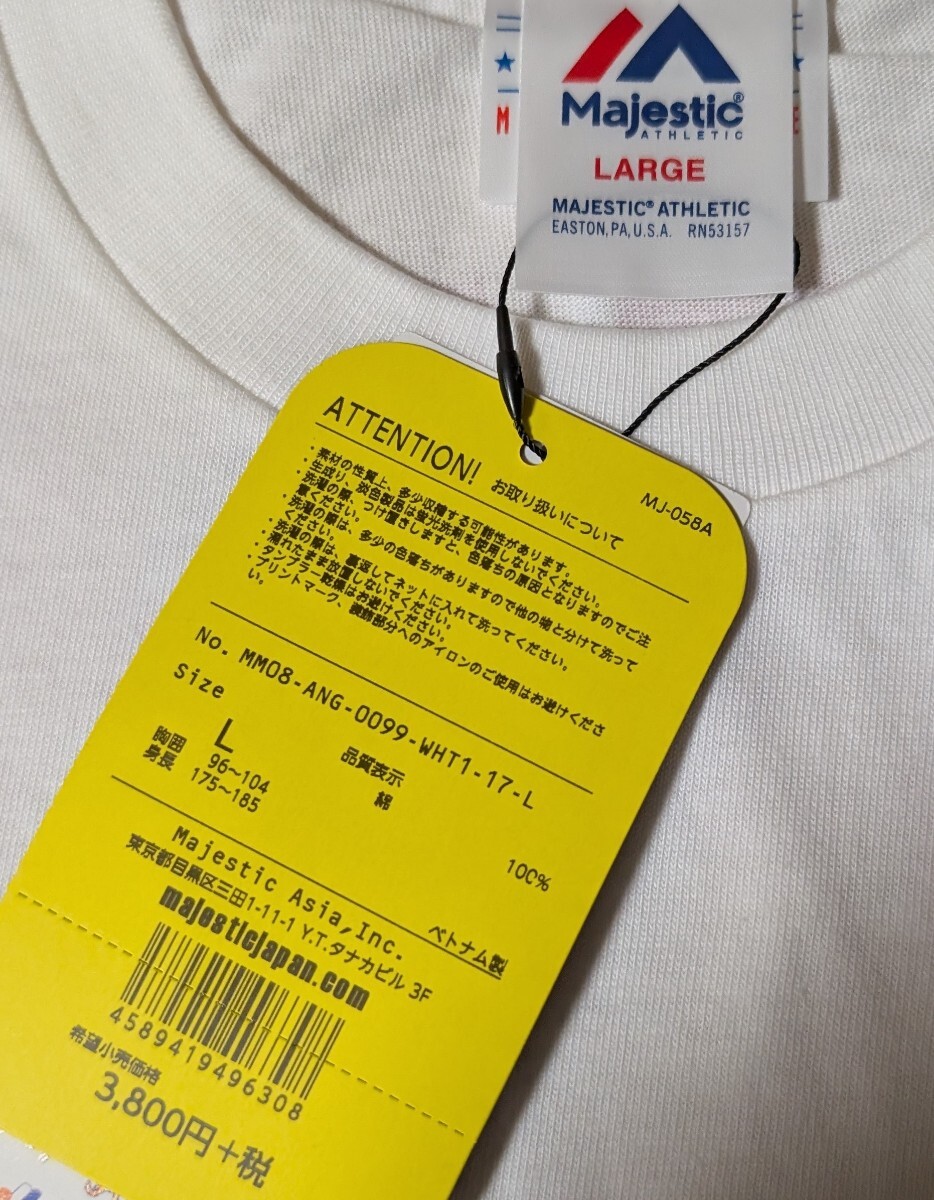 Majestic®
ATHLETIC
LARGE
MAJESTIC® ATHLETIC
EASTON, PA, U.S.A. RN53157
M
ATTENTION! お取り扱いについて MJ-058A
・素材の性質上、多少収縮する可能性があります。
・生成り、淡色製品は蛍光洗剤を使用しないでください。
・洗濯の際、つけ置きしますと、色落ちの原因となりますのでご注
意ください。
・洗濯の際は、多少の色落ちがありますので他の物と分けて洗って
ください。
・洗濯の際は、裏返してネットに入れて洗ってください。
・濡れたまま放置しないでください。
・タンブラー乾燥はお避けください。
・プリントマーク、装飾部分へのアイロンのご使用はお避けくださ
い。
No. MM08-ANG-0099-WHT1-17-L
Size
L 品質表示
胸囲 96〜104 綿 100%
身長 175〜185
ベトナム製
Majestic Asia,Inc.
東京都目黒区三田1-11-1 Y.T.タナカビル 3F
majesticjapan.com
4589419496308
希望小売価格
3,800円+税